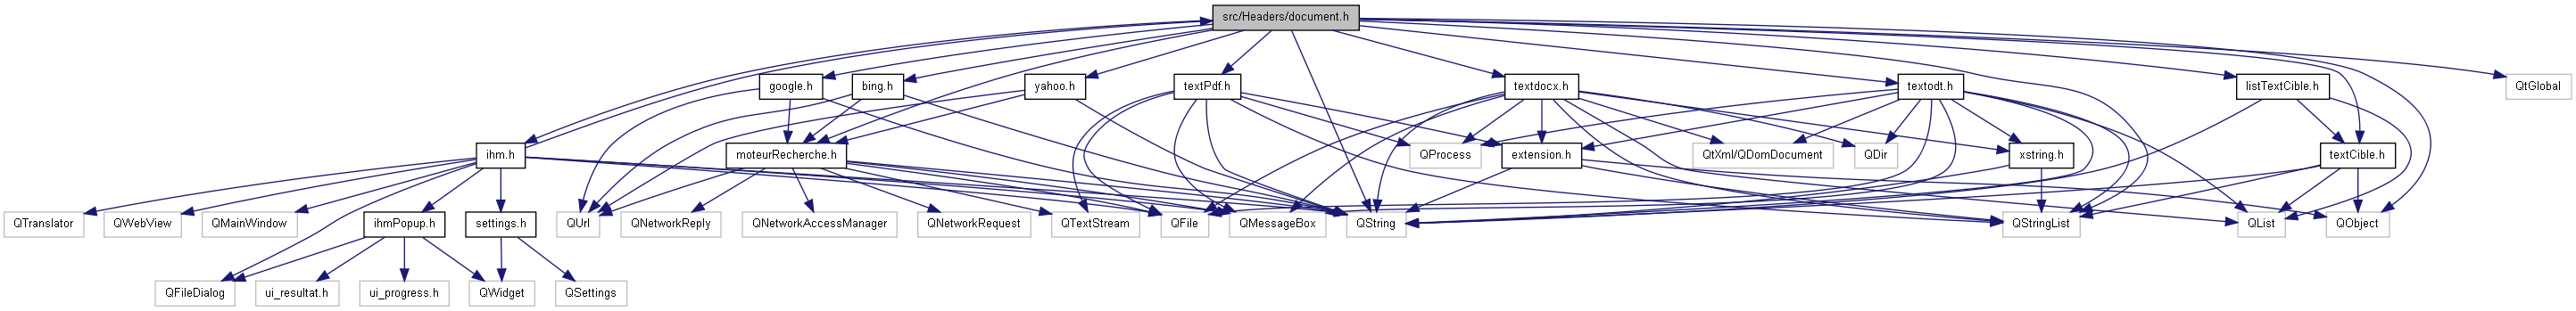 src/Headers/document.h
google.h
bing.h
yahoo.h
textPdf.h
textdocx.h
textodt.h
listTextCible.h
QtGlobal
ihm.h
moteurRecherche.h
QProcess
extension.h
QtXml/QDomDocument
QDir
xstring.h
textCible.h
QTranslator
QWebView
QMainWindow
ihmPopup.h
settings.h
QUrl
QNetworkReply
QNetworkAccessManager
QNetworkRequest
QTextStream
QFile
QMessageBox
QString
QStringList
QList
QObject
QFileDialog
ui_resultat.h
ui_progress.h
QWidget
QSettings